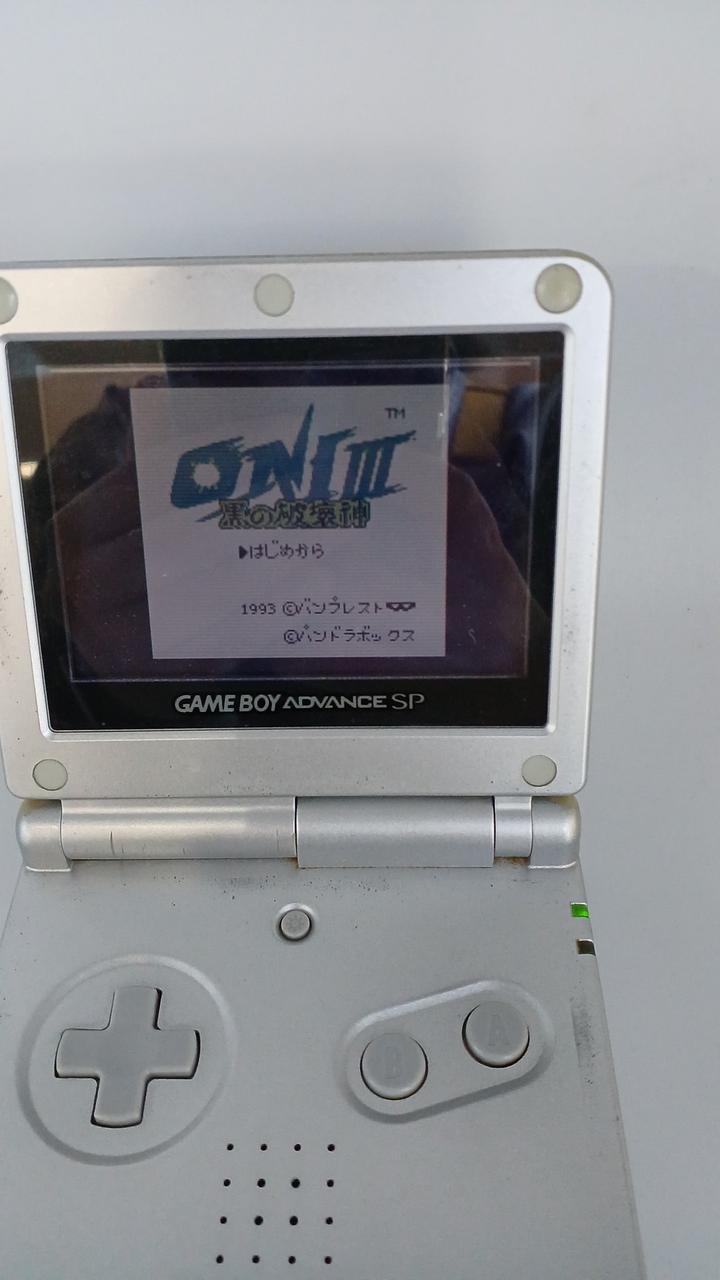 TM
ONI III
黒の破壊神
▶はじめから
1993 ©バンプレスト
©パンドラボックス
GAME BOY ADVANCE SP
B
A